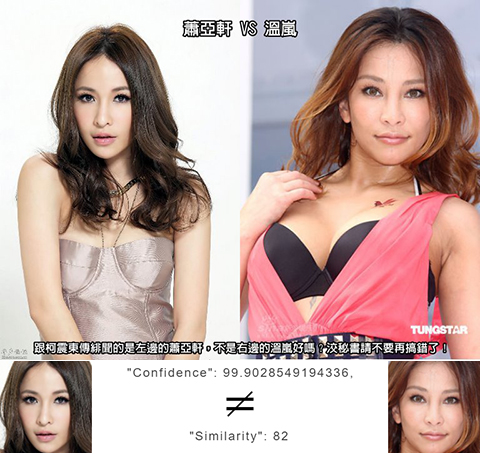 蕭亞軒 VS 溫嵐
TUNGSTAR
跟柯震東傳緋聞的是左邊的蕭亞軒，不是右邊的溫嵐好嗎？沒秘書請不要再搞錯了！
"Confidence": 99.9028549194336,
≠
"Similarity": 82